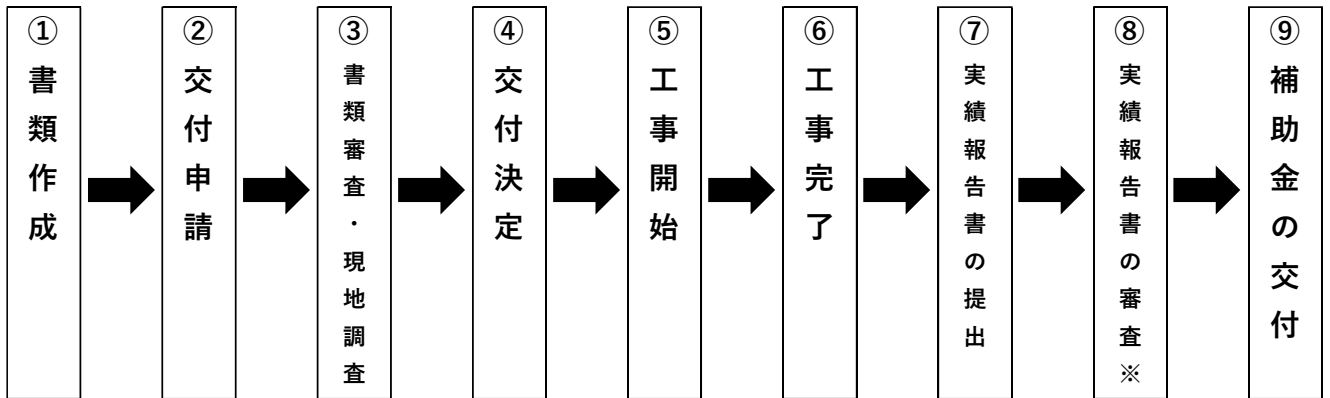 ①書類作成
②交付申請
③書類審査・現地調査
④交付決定
⑤工事開始
⑥工事完了
⑦実績報告書の提出
⑧実績報告書の審査※
⑨補助金の交付